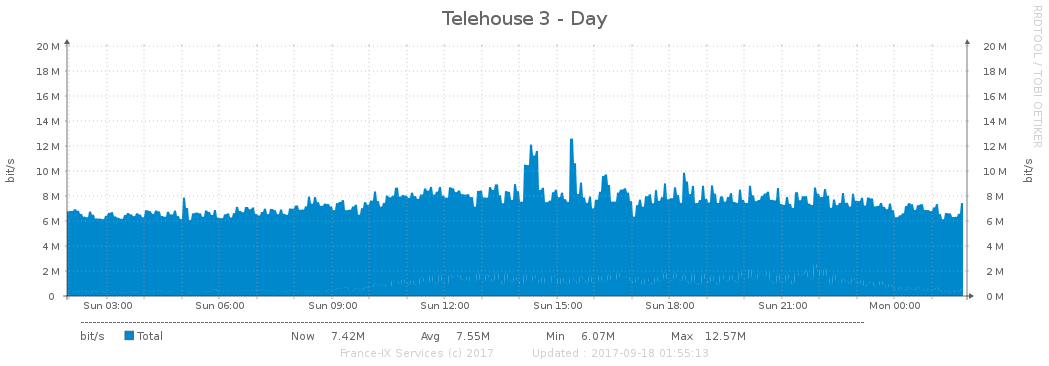 Telehouse 3 - Day
RRDTOOL / TOBI OETIKER
bit/s
20 M 20 M
18 M 18 M
16 M 16 M
14 M 14 M
12 M 12 M
10 M 10 M
8 M 8 M
6 M 6 M
4 M 4 M
2 M 2 M
0 0 M
bit/s
Sun 03:00 Sun 06:00 Sun 09:00 Sun 12:00 Sun 15:00 Sun 18:00 Sun 21:00 Mon 00:00
bit/s Total Now 7.42M Avg 7.55M Min 6.07M Max 12.57M
France-IX Services (c) 2017 Updated : 2017-09-18 01:55:13